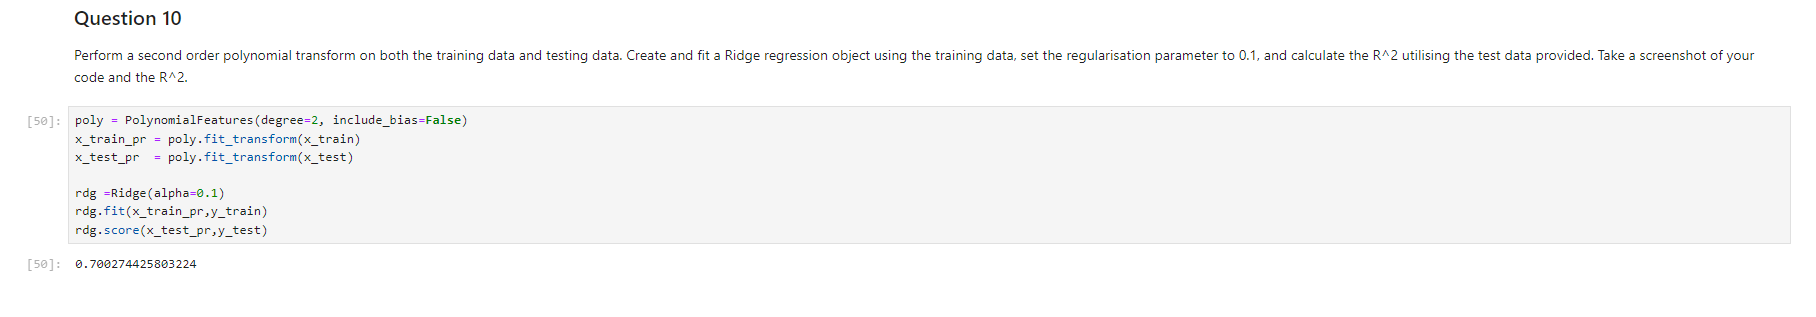 Question 10
Perform a second order polynomial transform on both the training data and testing data. Create and fit a Ridge regression object using the training data, set the regularisation parameter to 0.1, and calculate the R^2 utilising the test data provided. Take a screenshot of your
code and the R^2.
[50]: poly = PolynomialFeatures(degree=2, include_bias=False)
x_train_pr = poly.fit_transform(x_train)
x_test_pr  = poly.fit_transform(x_test)
rdg =Ridge(alpha=0.1)
rdg.fit(x_train_pr,y_train)
rdg.score(x_test_pr,y_test)
[50]: 0.700274425803224